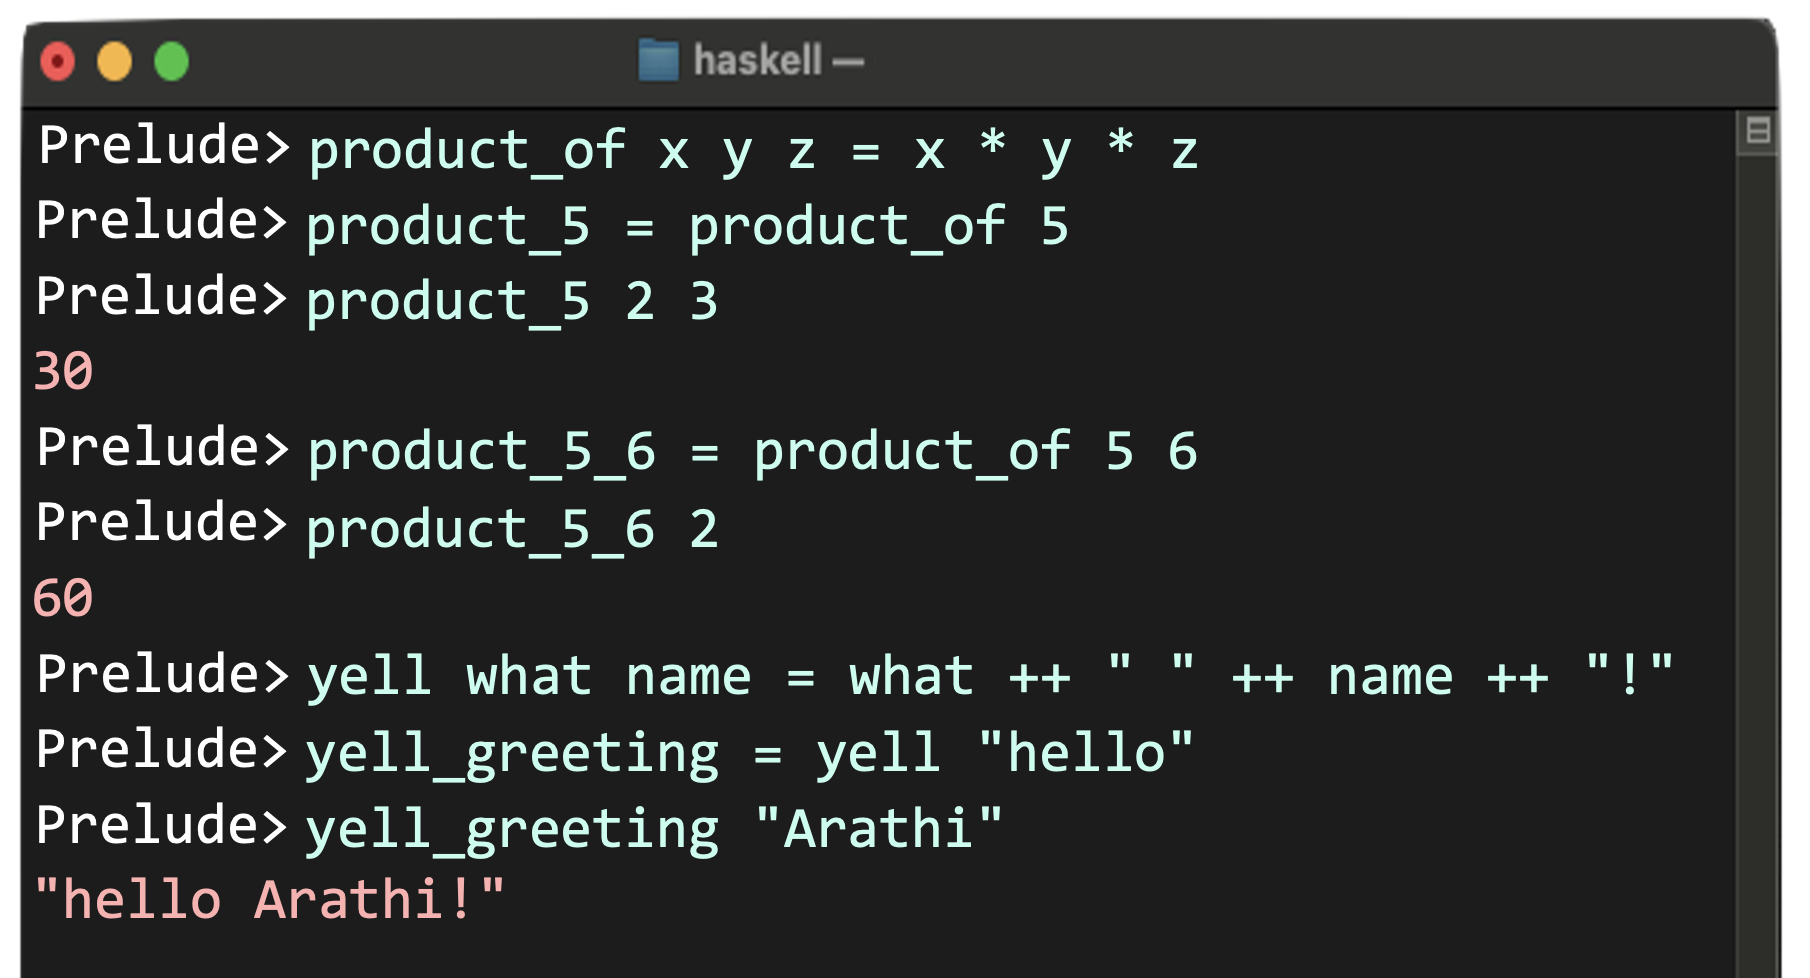 haskell —
Prelude> product_of x y z = x * y * z
Prelude> product_5 = product_of 5
Prelude> product_5 2 3
30
Prelude> product_5_6 = product_of 5 6
Prelude> product_5_6 2
60
Prelude> yell what name = what ++ " " ++ name ++ "!"
Prelude> yell_greeting = yell "hello"
Prelude> yell_greeting "Arathi"
"hello Arathi!"